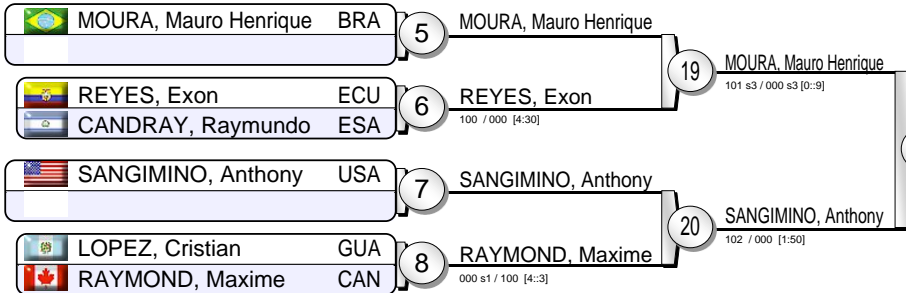 MOURA, Mauro Henrique BRA
5
MOURA, Mauro Henrique
REYES, Exon ECU
CANDRAY, Raymundo ESA
6
REYES, Exon
100 / 000 [4:30]
19
MOURA, Mauro Henrique
101 s3 / 000 s3 [0::9]
SANGIMINO, Anthony USA
7
SANGIMINO, Anthony
LOPEZ, Cristian GUA
RAYMOND, Maxime CAN
8
RAYMOND, Maxime
000 s1 / 100 [4::3]
20
SANGIMINO, Anthony
102 / 000 [1:50]